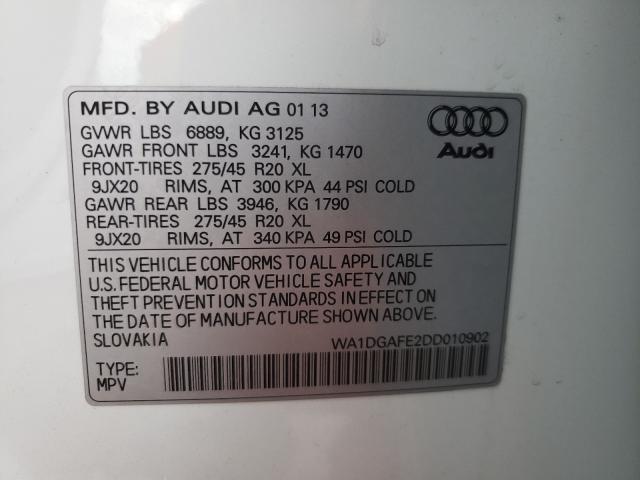 MFD. BY AUDI AG 01 13
GVWR LBS 6889, KG 3125
GAWR FRONT LBS 3241, KG 1470
FRONT-TIRES 275/45 R20 XL
9JX20 RIMS, AT 300 KPA 44 PSI COLD
GAWR REAR LBS 3946, KG 1790
REAR-TIRES 275/45 R20 XL
9JX20 RIMS, AT 340 KPA 49 PSI COLD
Audi
THIS VEHICLE CONFORMS TO ALL APPLICABLE
U.S. FEDERAL MOTOR VEHICLE SAFETY AND
THEFT PREVENTION STANDARDS IN EFFECT ON
THE DATE OF MANUFACTURE SHOWN ABOVE.
SLOVAKIA WA1DGAFE2DD010902
TYPE:
MPV